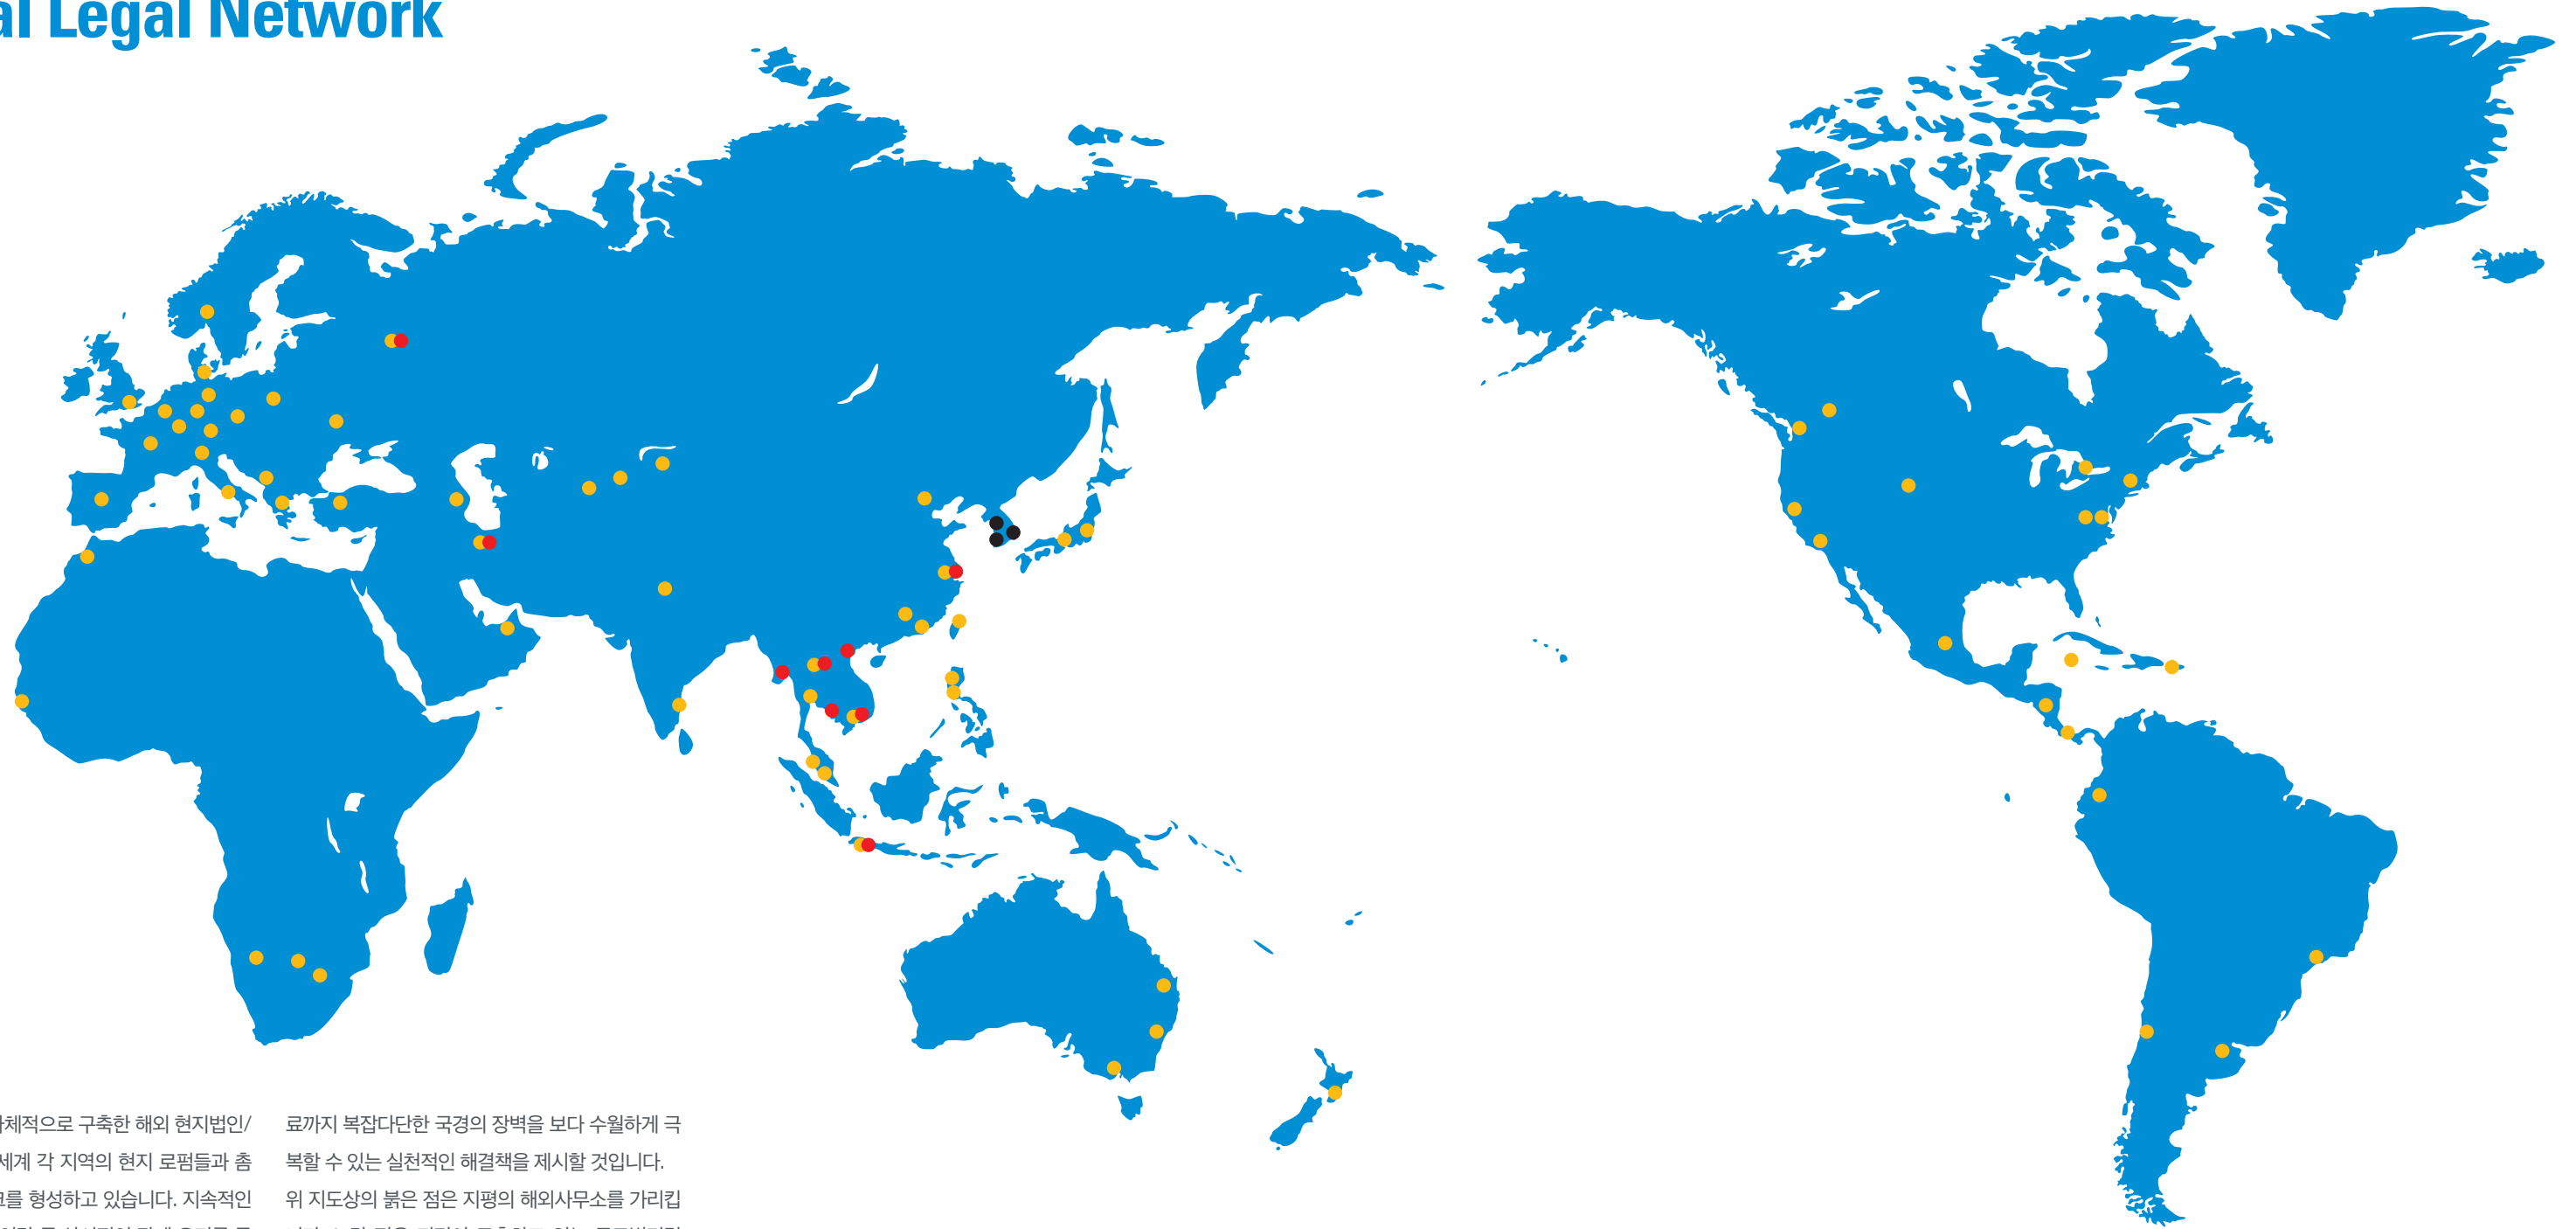 al Legal Network
자체적으로 구축한 해외 현지법인/
세계 각 지역의 현지 로펌들과 총
를 형성하고 있습니다. 지속적인
료까지 복잡다단한 국경의 장벽을 보다 수월하게 극
복할 수 있는 실천적인 해결책을 제시할 것입니다.
위 지도상의 붉은 점은 지평의 해외사무소를 가리킵